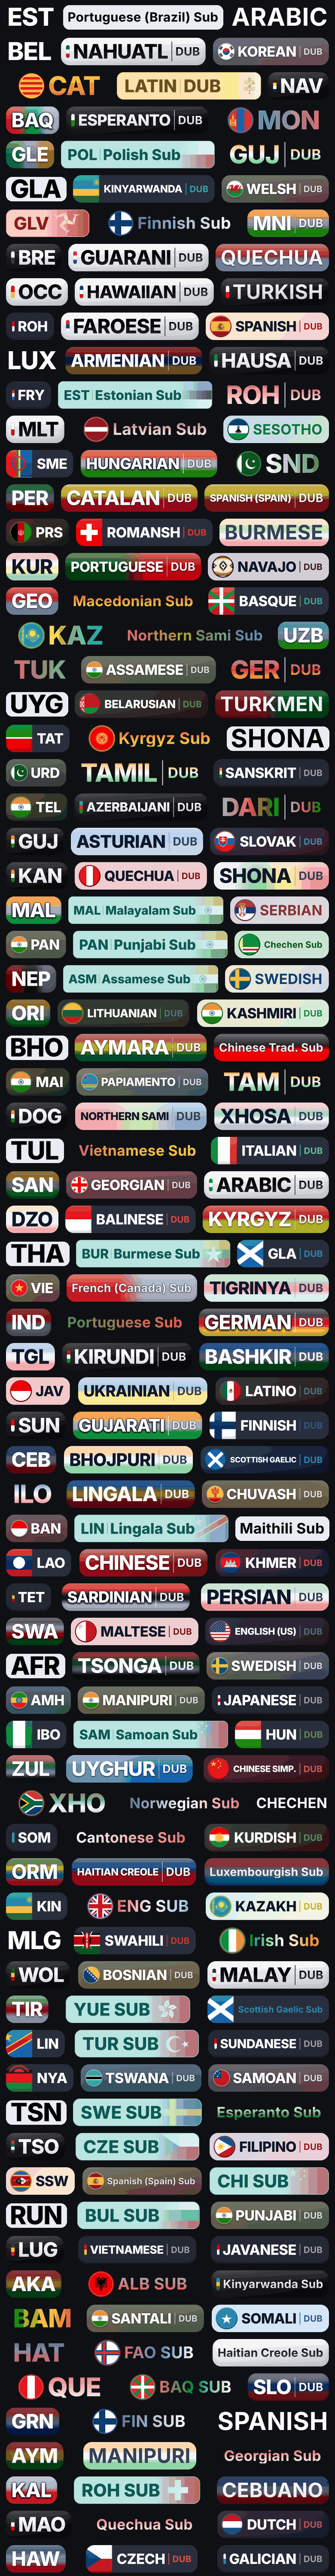 EST Portuguese (Brazil) Sub ARABIC
BEL NAHUATL DUB KOREAN DUB
CAT LATIN DUB NAV
BAQ ESPERANTO DUB MON
GLE POL Polish Sub GUJ DUB
GLA KINYARWANDA DUB WELSH DUB
GLV Finnish Sub MNI DUB
BRE GUARANI DUB QUECHUA
OCC HAWAIIAN DUB TURKISH
ROH FAROESE DUB SPANISH DUB
LUX ARMENIAN DUB HAUSA DUB
FRY EST Estonian Sub ROH DUB
MLT Latvian Sub SESOTHO
SME HUNGARIAN DUB SND
PER CATALAN DUB SPANISH (SPAIN) DUB
PRS ROMANSH DUB BURMESE
KUR PORTUGUESE DUB NAVAJO DUB
GEO Macedonian Sub BASQUE DUB
KAZ Northern Sami Sub UZB
TUK ASSAMESE DUB GER DUB
UYG BELARUSIAN DUB TURKMEN
TAT Kyrgyz Sub SHONA
URD TAMIL DUB SANSKRIT DUB
TEL AZERBAIJANI DUB DARI DUB
GUJ ASTURIAN DUB SLOVAK DUB
KAN QUECHUA DUB SHONA DUB
MAL MAL Malayalam Sub SERBIAN
PAN PAN Punjabi Sub Chechen Sub
NEP ASM Assamese Sub SWEDISH
ORI LITHUANIAN DUB KASHMIRI DUB
BHO AYMARA DUB Chinese Trad. Sub
MAI PAPIAMENTO DUB TAM DUB
DOG NORTHERN SAMI DUB XHOSA DUB
TUL Vietnamese Sub ITALIAN DUB
SAN GEORGIAN DUB ARABIC DUB
DZO BALINESE DUB KYRGYZ DUB
THA BUR Burmese Sub GLA DUB
VIE French (Canada) Sub TIGRINYA DUB
IND Portuguese Sub GERMAN DUB
TGL KIRUNDI DUB BASHKIR DUB
JAV UKRAINIAN DUB LATINO DUB
SUN GUJARATI DUB FINNISH DUB
CEB BHOJPURI DUB SCOTTISH GAELIC DUB
ILO LINGALA DUB CHUVASH DUB
BAN LIN Lingala Sub Maithili Sub
LAO CHINESE DUB KHMER DUB
TET SARDINIAN DUB PERSIAN DUB
SWA MALTESE DUB ENGLISH (US) DUB
AFR TSONGA DUB SWEDISH DUB
AMH MANIPURI DUB JAPANESE DUB
IBO SAM Samoan Sub HUN DUB
ZUL UYGHUR DUB CHINESE SIMP. DUB
XHO Norwegian Sub CHECHEN
SOM Cantonese Sub KURDISH DUB
ORM HAITIAN CREOLE DUB Luxembourgish Sub
KIN ENG SUB KAZAKH DUB
MLG SWAHILI DUB Irish Sub
WOL BOSNIAN DUB MALAY DUB
TIR YUE SUB Scottish Gaelic Sub
LIN TUR SUB SUNDANESE DUB
NYA TSWANA DUB SAMOAN DUB
TSN SWE SUB Esperanto Sub
TSO CZE SUB FILIPINO DUB
SSW Spanish (Spain) Sub CHI SUB
RUN BUL SUB PUNJABI DUB
LUG VIETNAMESE DUB JAVANESE DUB
AKA ALB SUB Kinyarwanda Sub
BAM SANTALI DUB SOMALI DUB
HAT FAO SUB Haitian Creole Sub
QUE BAQ SUB SLO DUB
GRN FIN SUB SPANISH
AYM MANIPURI Georgian Sub
KAL ROH SUB CEBUANO
MAO Quechua Sub DUTCH DUB
HAW CZECH DUB GALICIAN DUB